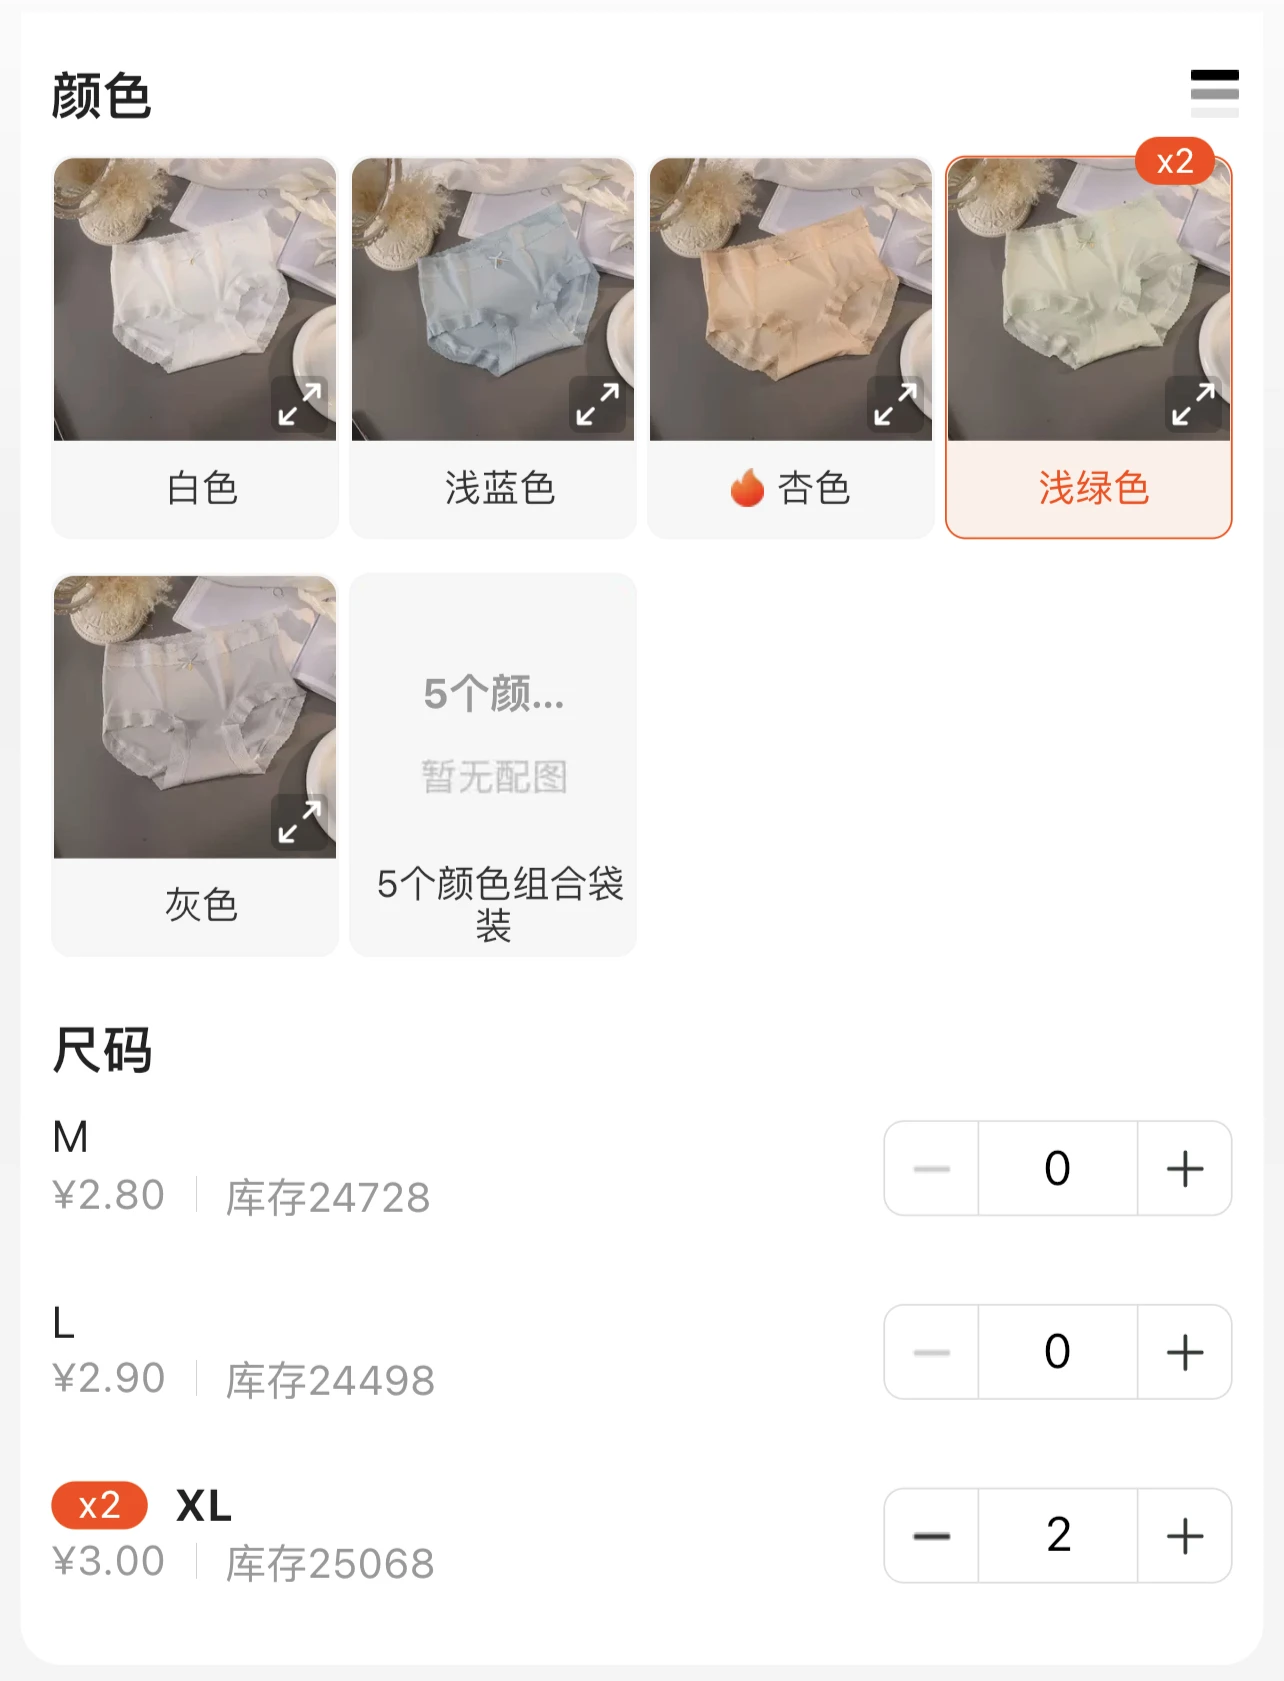 颜色
x2
白色
浅蓝色
🔥 杏色
浅绿色
5个颜...
暂无配图
灰色
5个颜色组合袋
装
尺码
M
¥2.80 | 库存24728
0
L
¥2.90 | 库存24498
0
x2 XL
¥3.00 | 库存25068
2